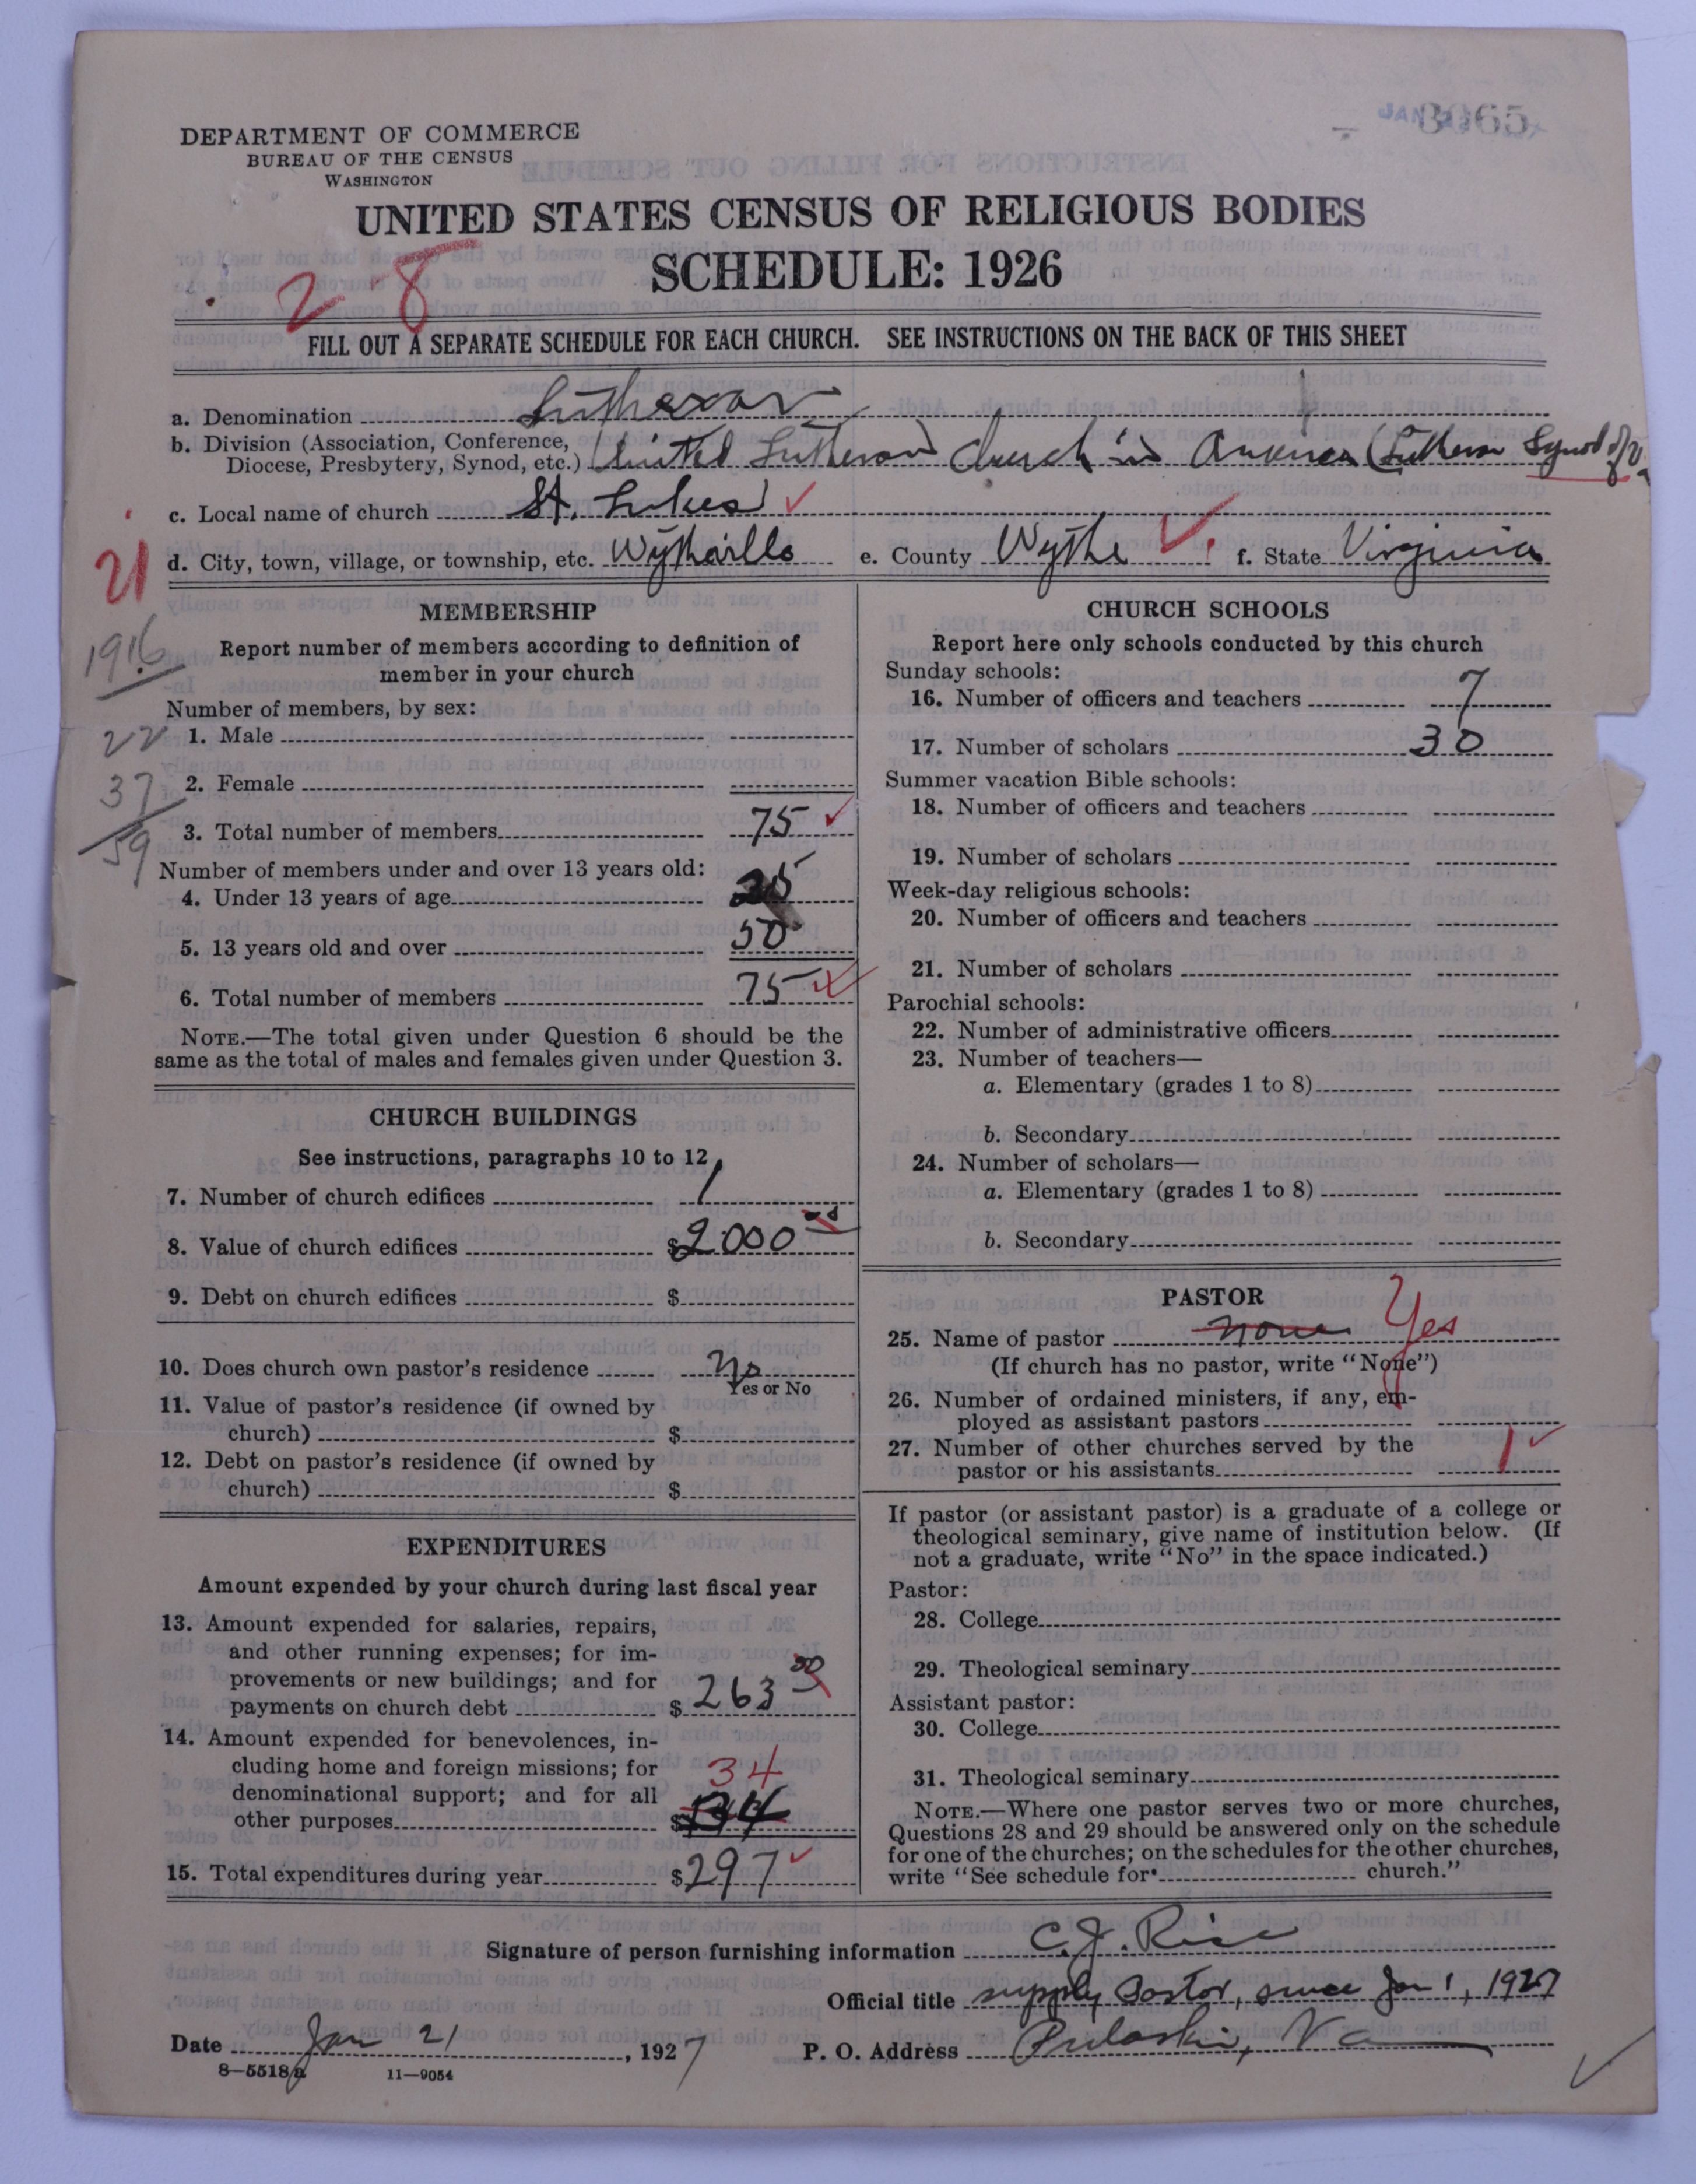 3065
DEPARTMENT OF COMMERCE
BUREAU OF THE CENSUS
WASHINGTON
UNITED STATES CENSUS OF RELIGIOUS BODIES
SCHEDULE: 1926
2-8
FILL OUT A SEPARATE SCHEDULE FOR EACH CHURCH. SEE INSTRUCTIONS ON THE BACK OF THIS SHEET
a. Denomination Lutheran
b. Division (Association, Conference,
Diocese, Presbytery, Synod, etc.) United Lutheran Church in America (Lutheran Synod of Va
c. Local name of church St. Lukes ✓
21
d. City, town, village, or township, etc. Wytheville e. County Wythe ✓ f. State Virginia
MEMBERSHIP
1916
Report number of members according to definition of
member in your church
Number of members, by sex:
22
1. Male
37
2. Female
59
3. Total number of members 75 ✓
Number of members under and over 13 years old:
4. Under 13 years of age 25
5. 13 years old and over 50
6. Total number of members 75
NOTE.—The total given under Question 6 should be the
same as the total of males and females given under Question 3.
CHURCH BUILDINGS
See instructions, paragraphs 10 to 12
7. Number of church edifices 1
8. Value of church edifices $2000 00
9. Debt on church edifices $
10. Does church own pastor's residence No
Yes or No
11. Value of pastor's residence (if owned by
church) $
12. Debt on pastor's residence (if owned by
church) $
EXPENDITURES
Amount expended by your church during last fiscal year
13. Amount expended for salaries, repairs,
and other running expenses; for im-
provements or new buildings; and for
payments on church debt $ 263 00
14. Amount expended for benevolences, in-
cluding home and foreign missions; for
denominational support; and for all
34
other purposes $ 34
15. Total expenditures during year $297 ✓
CHURCH SCHOOLS
Report here only schools conducted by this church
Sunday schools:
16. Number of officers and teachers 7
17. Number of scholars 30
Summer vacation Bible schools:
18. Number of officers and teachers
19. Number of scholars
Week-day religious schools:
20. Number of officers and teachers
21. Number of scholars
Parochial schools:
22. Number of administrative officers
23. Number of teachers—
a. Elementary (grades 1 to 8)
b. Secondary
24. Number of scholars—
a. Elementary (grades 1 to 8)
b. Secondary
PASTOR
25. Name of pastor none Yes
(If church has no pastor, write "None")
26. Number of ordained ministers, if any, em-
ployed as assistant pastors
27. Number of other churches served by the
pastor or his assistants 1 ✓
If pastor (or assistant pastor) is a graduate of a college or
theological seminary, give name of institution below. (If
not a graduate, write "No" in the space indicated.)
Pastor:
28. College
29. Theological seminary
Assistant pastor:
30. College
31. Theological seminary
NOTE.—Where one pastor serves two or more churches,
Questions 28 and 29 should be answered only on the schedule
for one of the churches; on the schedules for the other churches,
write "See schedule for church."
Signature of person furnishing information C. J. Rice
Official title supply Pastor, since Jan 1, 1927
Date Jan 21, 1927 P. O. Address Pulaski, Va
8—5518a 11—9054